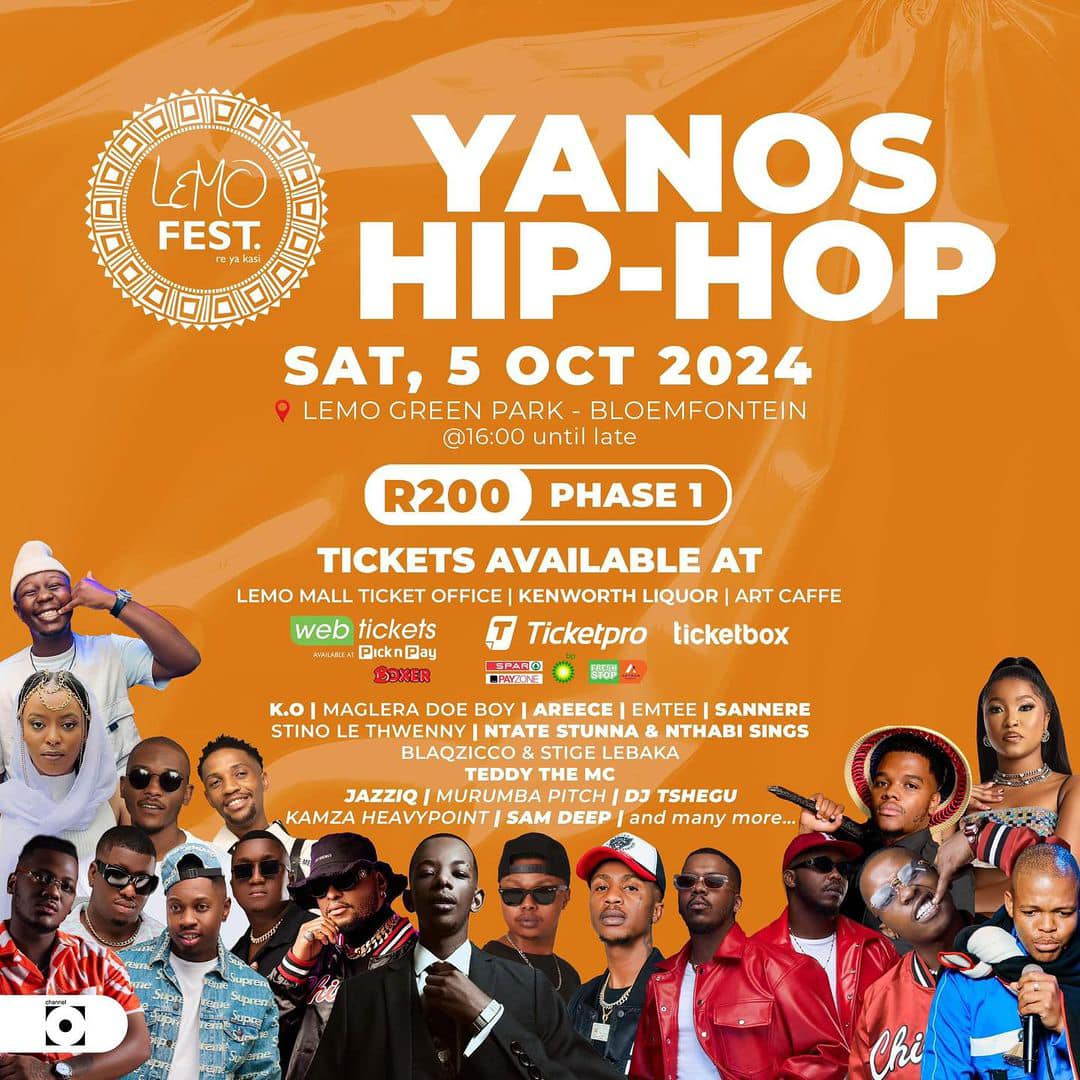 LEMO
FEST.
re ya kasi
YANOS
HIP-HOP
SAT, 5 OCT 2024
LEMO GREEN PARK - BLOEMFONTEIN
@16:00 until late
R200 PHASE 1
TICKETS AVAILABLE AT
LEMO MALL TICKET OFFICE | KENWORTH LIQUOR | ART CAFFE
web tickets Ticketpro ticketbox
AVAILABLE AT Pick n Pay
BOXER SPAR PAYZONE bp FRESH STOP
K.O | MAGLERA DOE BOY | AREECE | EMTEE | SANNERE
STINO LE THWENNY | NTATE STUNNA & NTHABI SINGS
BLAQZICCO & STIGE LEBAKA
TEDDY THE MC
JAZZIQ | MURUMBA PITCH | DJ TSHEGU
KAMZA HEAVYPOINT | SAM DEEP | and many more...
Supreme
Chi
channel
O